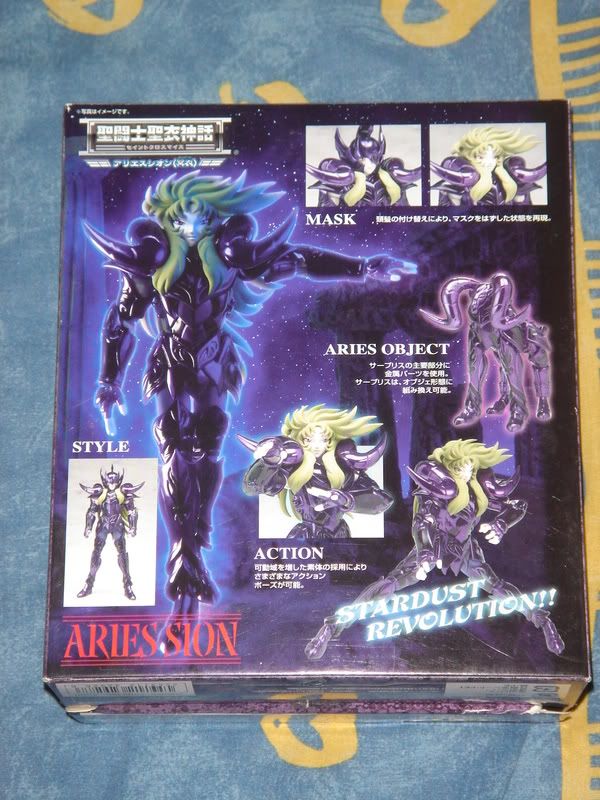 ※写真はイメージです。
聖闘士聖衣神話
セイントクロスマイス
アリエスシオン(冥衣)
MASK
頭髪の付け替えにより、マスクをはずした状態を再現。
ARIES OBJECT
サープリスの主要部分に
金属パーツを使用。
サープリスは、オブジェ形態に
組み換え可能。
STYLE
ACTION
可動域を増した素体の採用により
さまざまなアクション
ポーズが可能。
STARDUST
REVOLUTION!!
ARIES SION